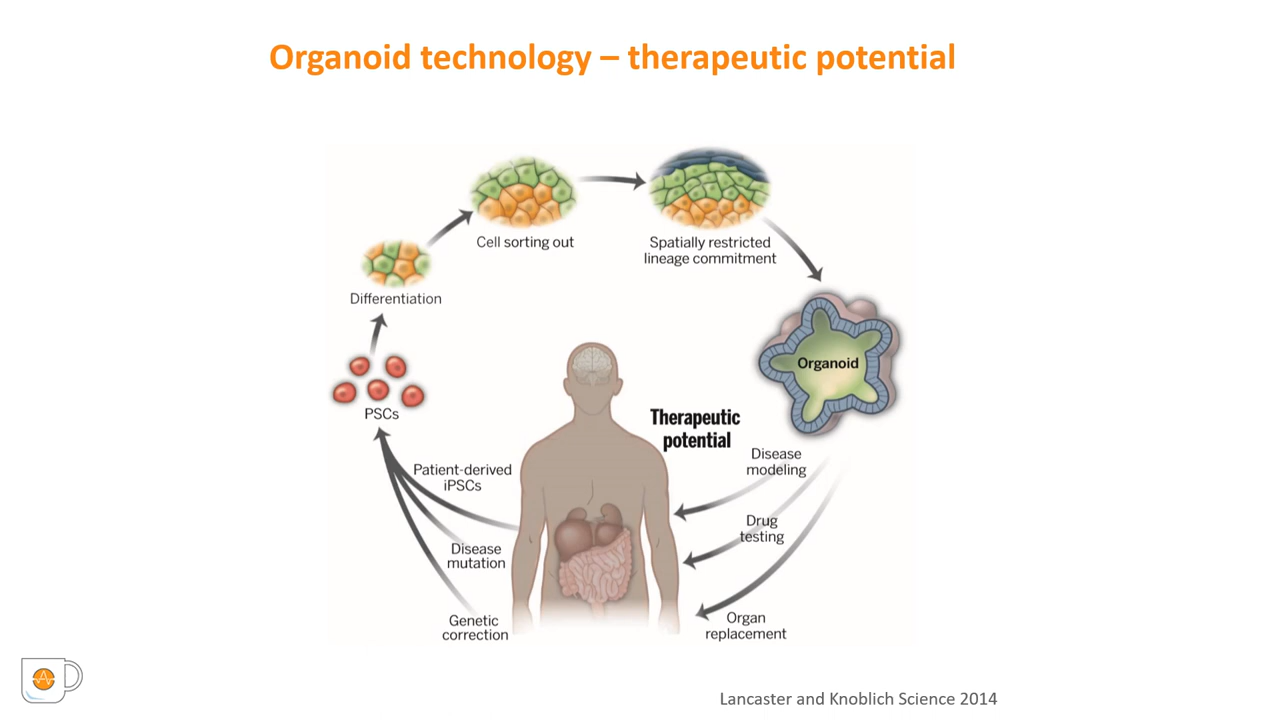 Organoid technology – therapeutic potential
Cell sorting out
Spatially restricted
lineage commitment
Differentiation
Organoid
PSCs
Therapeutic
potential
Patient-derived
iPSCs
Disease
mutation
Genetic
correction
Disease
modeling
Drug
testing
Organ
replacement
Lancaster and Knoblich Science 2014